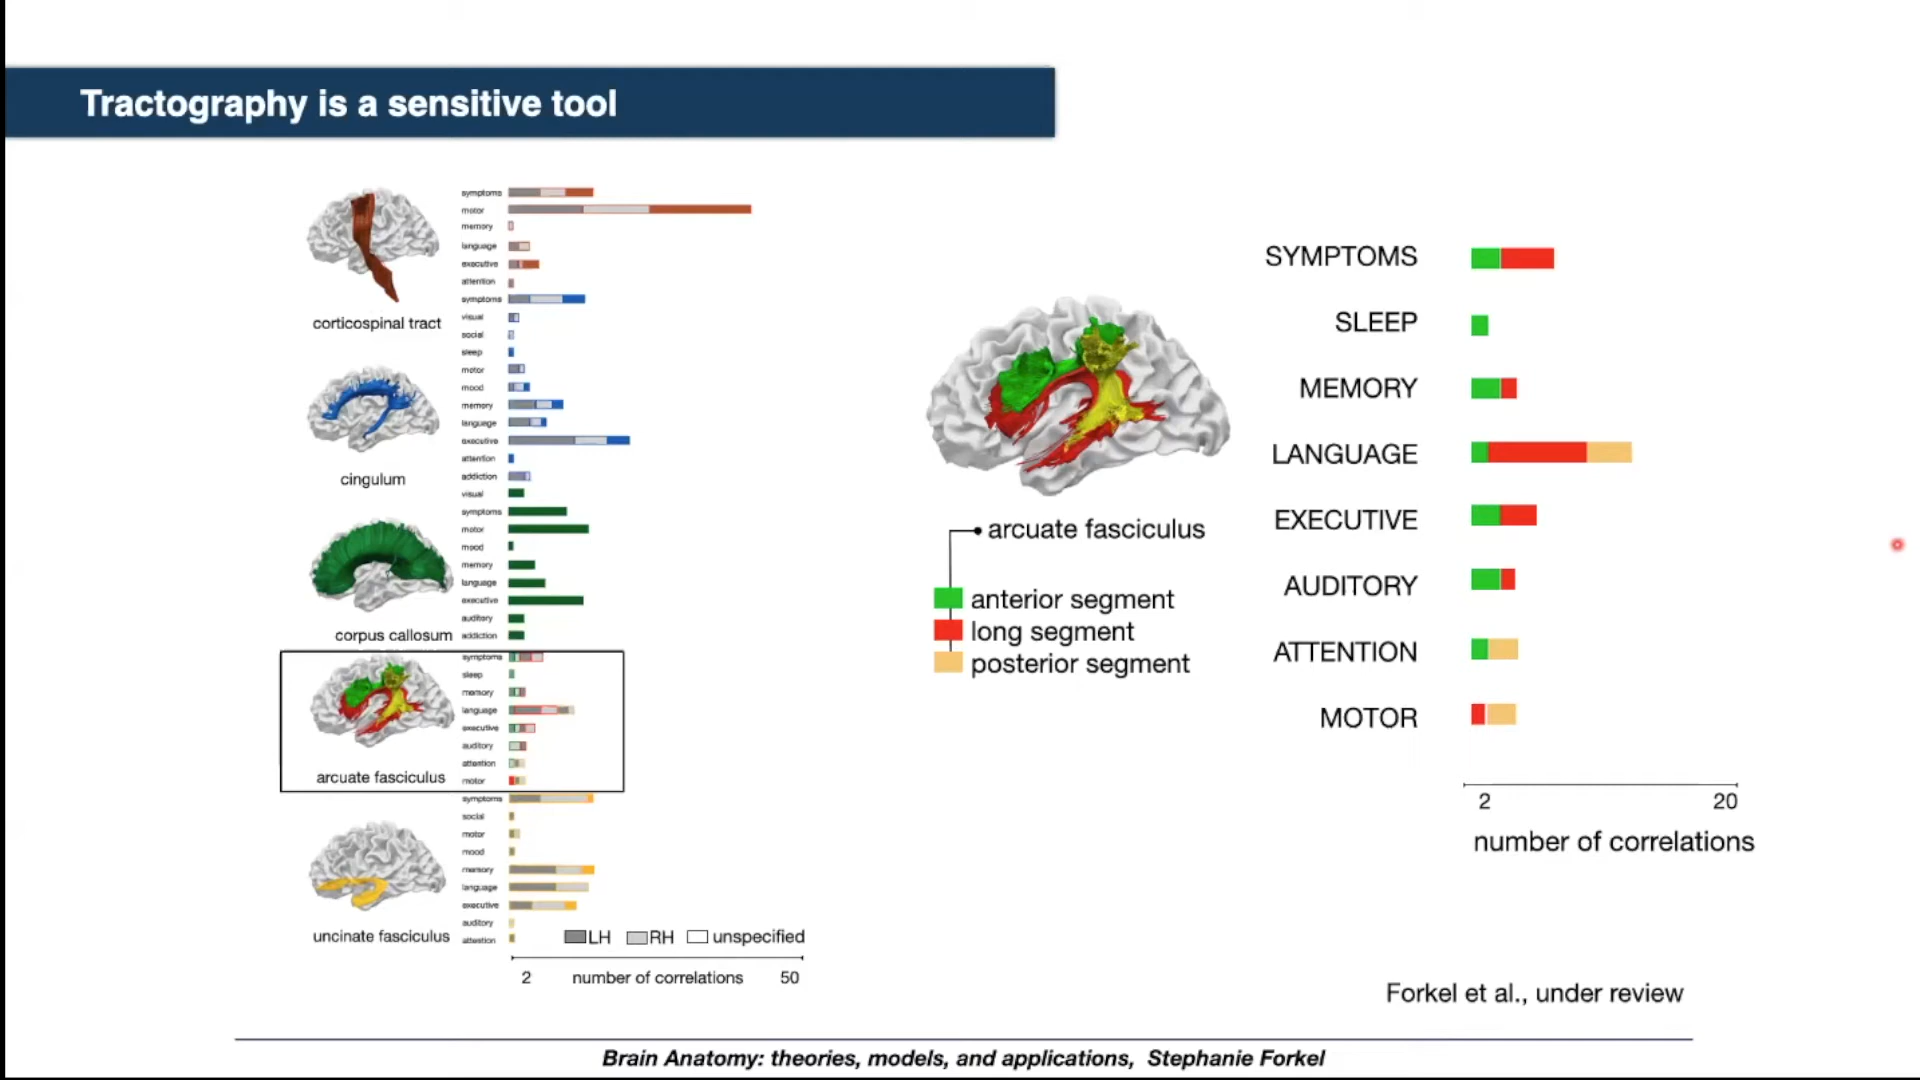 Tractography is a sensitive tool
symptoms
motor
memory
language
executive
attention
corticospinal tract
symptoms
visual
social
sleep
motor
mood
memory
language
executive
attention
addiction
cingulum
visual
symptoms
motor
mood
memory
language
executive
auditory
addiction
corpus callosum
symptoms
sleep
memory
language
executive
auditory
attention
motor
arcuate fasciculus
symptoms
social
motor
mood
memory
language
executive
auditory
attention
uncinate fasciculus
LH RH unspecified
2 number of correlations 50
arcuate fasciculus
anterior segment
long segment
posterior segment
SYMPTOMS
SLEEP
MEMORY
LANGUAGE
EXECUTIVE
AUDITORY
ATTENTION
MOTOR
2 20
number of correlations
Forkel et al., under review
Brain Anatomy: theories, models, and applications, Stephanie Forkel